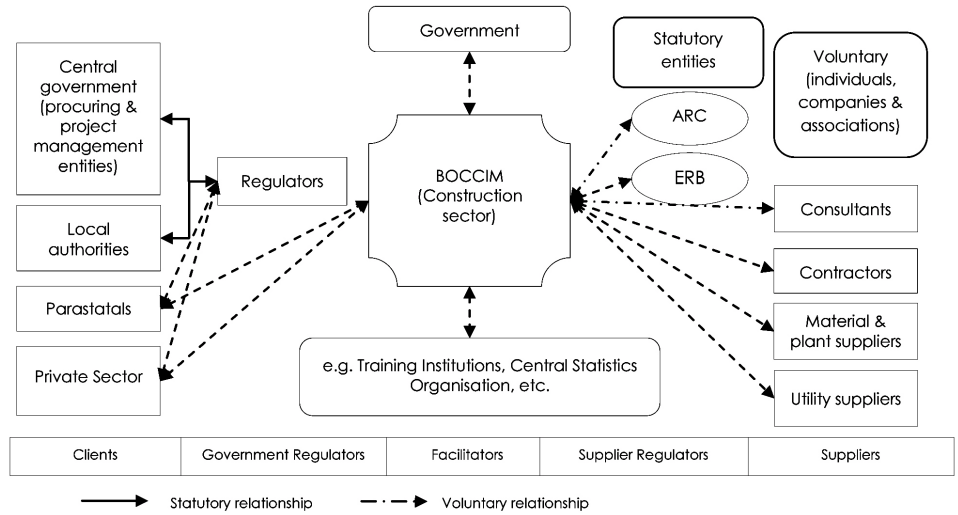 Government
Central
government
(procuring &
project
management
entities)
Regulators
Local
authorities
Parastatals
Private Sector
BOCCIM
(Construction
sector)
e.g. Training Institutions, Central Statistics
Organisation, etc.
Statutory
entities
ARC
ERB
Voluntary
(individuals,
companies &
associations)
Consultants
Contractors
Material &
plant suppliers
Utility suppliers
Clients
Government Regulators
Facilitators
Supplier Regulators
Suppliers
Statutory relationship
Voluntary relationship